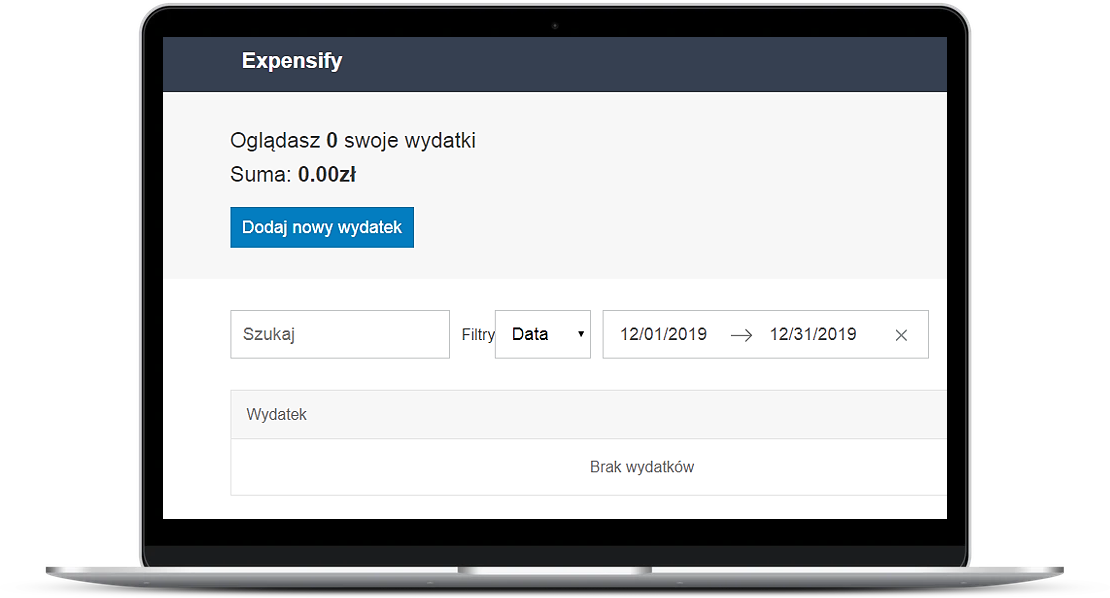 Expensify
Oglądasz 0 swoje wydatki
Suma: 0.00zł
Dodaj nowy wydatek
Szukaj Filtry Data 12/01/2019 → 12/31/2019
Wydatek
Brak wydatków